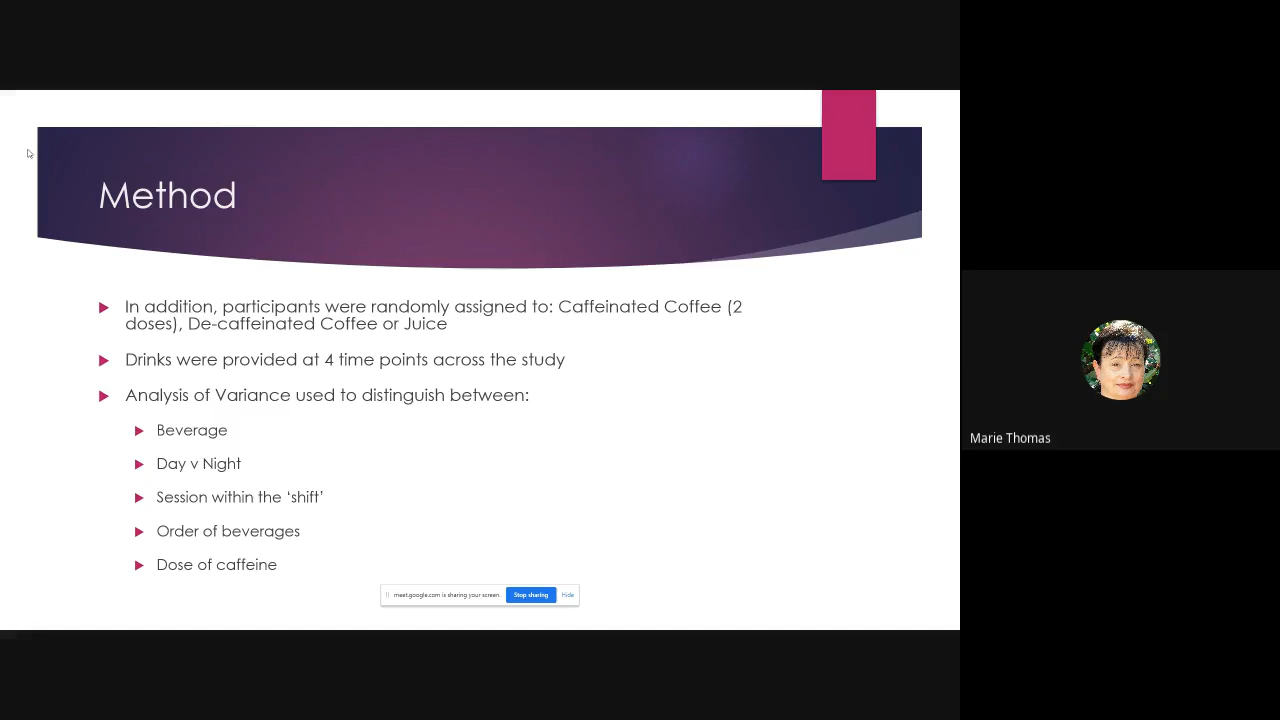 Method
In addition, participants were randomly assigned to: Caffeinated Coffee (2
doses), De-caffeinated Coffee or Juice
Drinks were provided at 4 time points across the study
Analysis of Variance used to distinguish between:
Beverage
Day v Night
Session within the ‘shift’
Order of beverages
Dose of caffeine
meet.google.com is sharing your screen. Stop sharing Hide
Marie Thomas